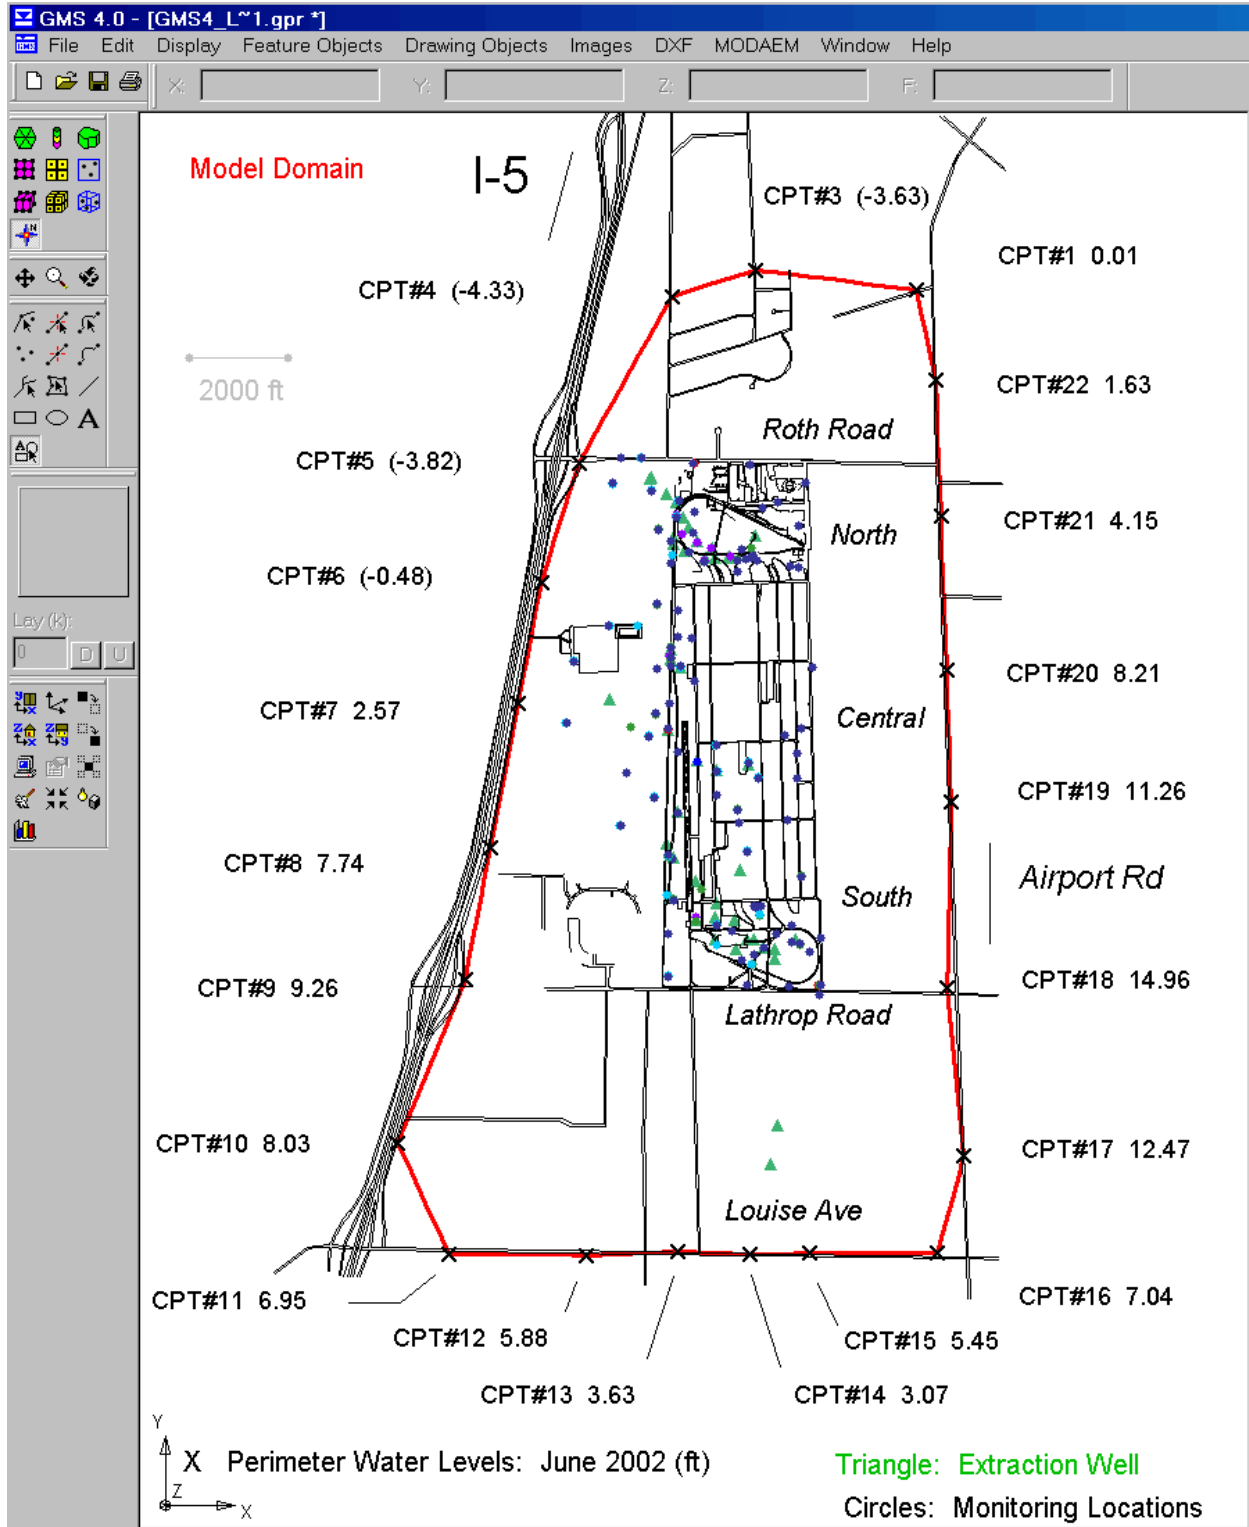 GMS 4.0 - [GMS4_L~1.gpr *]
File Edit Display Feature Objects Drawing Objects Images DXF MODAEM Window Help
X: Y: Z: F:
Model Domain
I-5
CPT#3 (-3.63)
CPT#1 0.01
CPT#4 (-4.33)
2000 ft
CPT#22 1.63
Roth Road
CPT#5 (-3.82)
CPT#21 4.15
North
CPT#6 (-0.48)
Lay (k):
0 D U
CPT#20 8.21
CPT#7 2.57
Central
CPT#19 11.26
CPT#8 7.74
Airport Rd
South
CPT#9 9.26
CPT#18 14.96
Lathrop Road
CPT#10 8.03
CPT#17 12.47
Louise Ave
CPT#11 6.95
CPT#16 7.04
CPT#12 5.88
CPT#15 5.45
CPT#13 3.63
CPT#14 3.07
Y
Z
X
X Perimeter Water Levels: June 2002 (ft)
Triangle: Extraction Well
Circles: Monitoring Locations